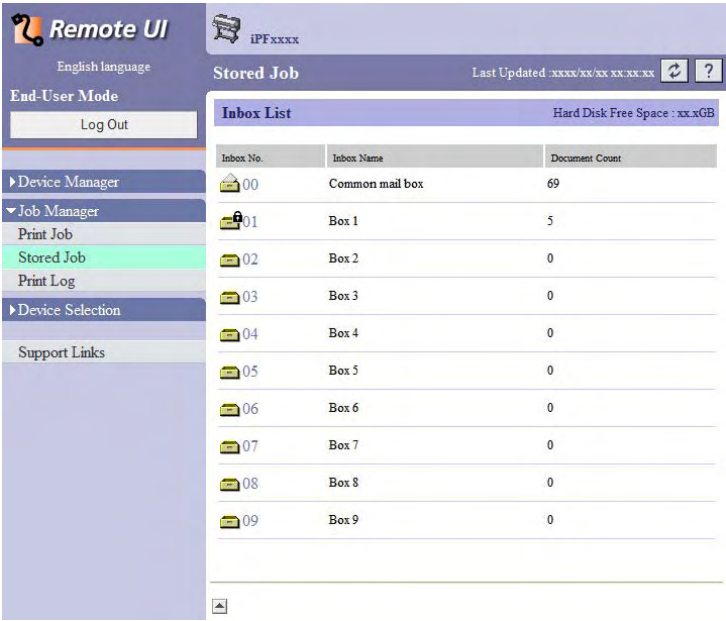 Remote UI
English language
End-User Mode
Log Out
Device Manager
Job Manager
Print Job
Stored Job
Print Log
Device Selection
Support Links
iPFxxxx
Stored Job Last Updated :xxxx/xx/xx xx:xx:xx ?
Inbox List Hard Disk Free Space : xx.xGB
Inbox No. Inbox Name Document Count
00 Common mail box 69
01 Box 1 5
02 Box 2 0
03 Box 3 0
04 Box 4 0
05 Box 5 0
06 Box 6 0
07 Box 7 0
08 Box 8 0
09 Box 9 0